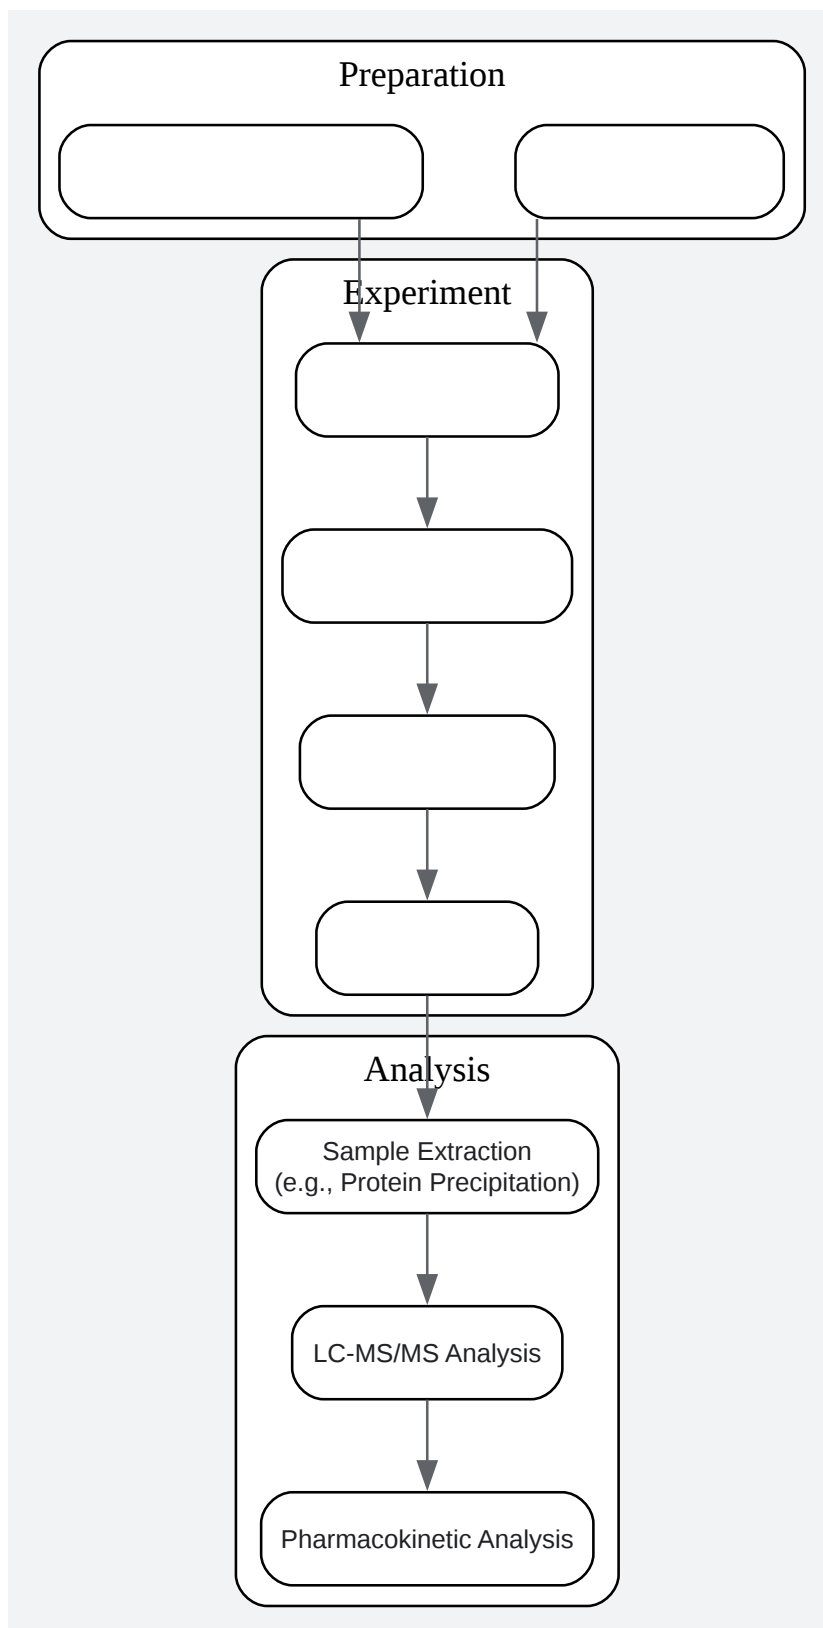 Preparation
Experiment
Analysis
Sample Extraction
(e.g., Protein Precipitation)
LC-MS/MS Analysis
Pharmacokinetic Analysis